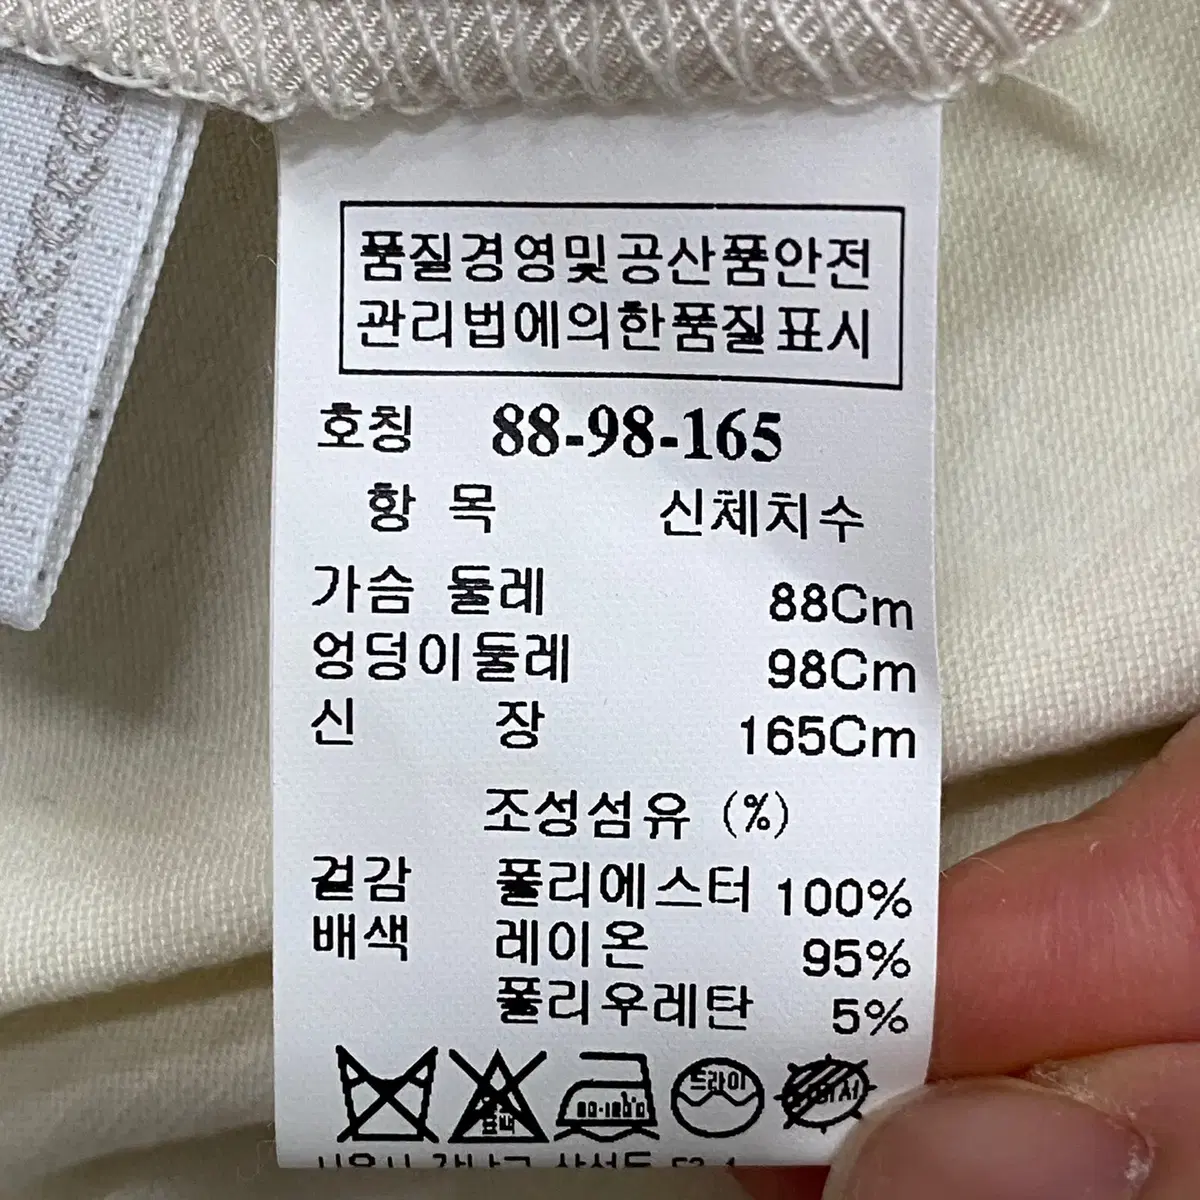 품질경영및공산품안전
관리법에의한품질표시
호칭 88-98-165
항 목 신체치수
가슴 둘레 88Cm
엉덩이둘레 98Cm
신 장 165Cm
조성섬유 (%)
겉감 폴리에스터 100%
배색 레이온 95%
폴리우레탄 5%
드라이